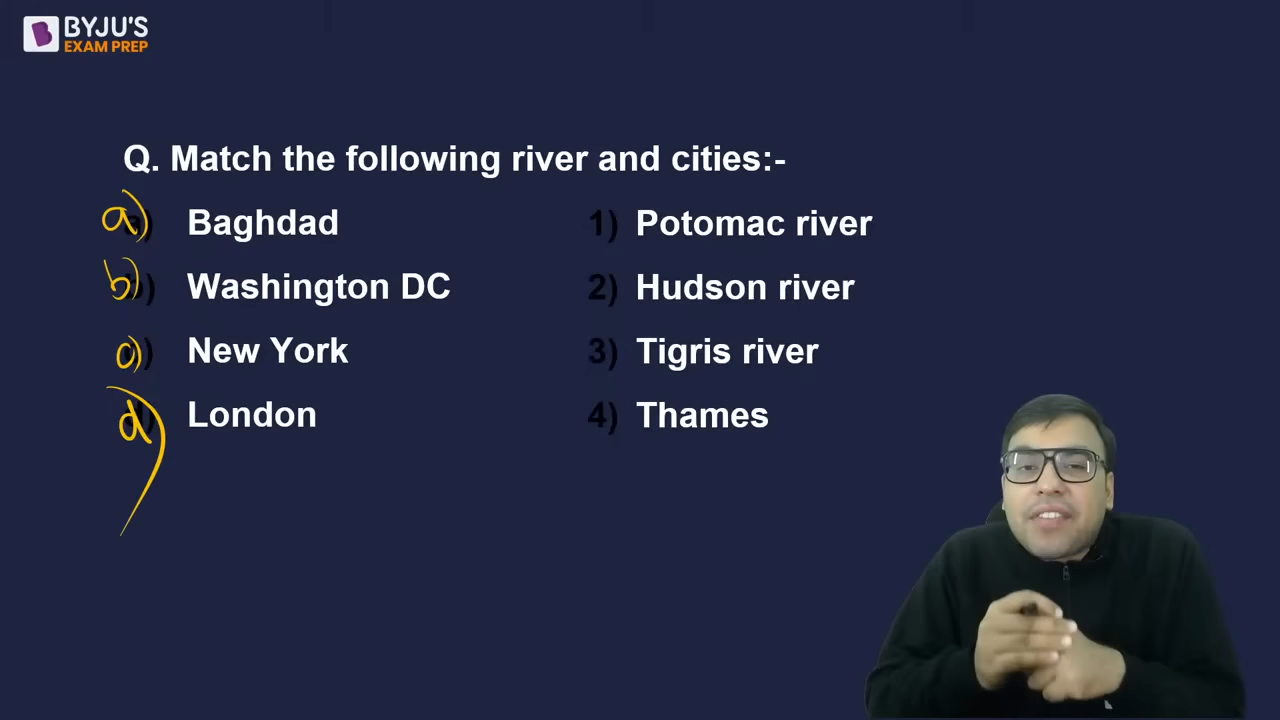 BYJU'S
EXAM PREP
Q. Match the following river and cities:-
a) Baghdad 1) Potomac river
b) Washington DC 2) Hudson river
c) New York 3) Tigris river
d) London 4) Thames